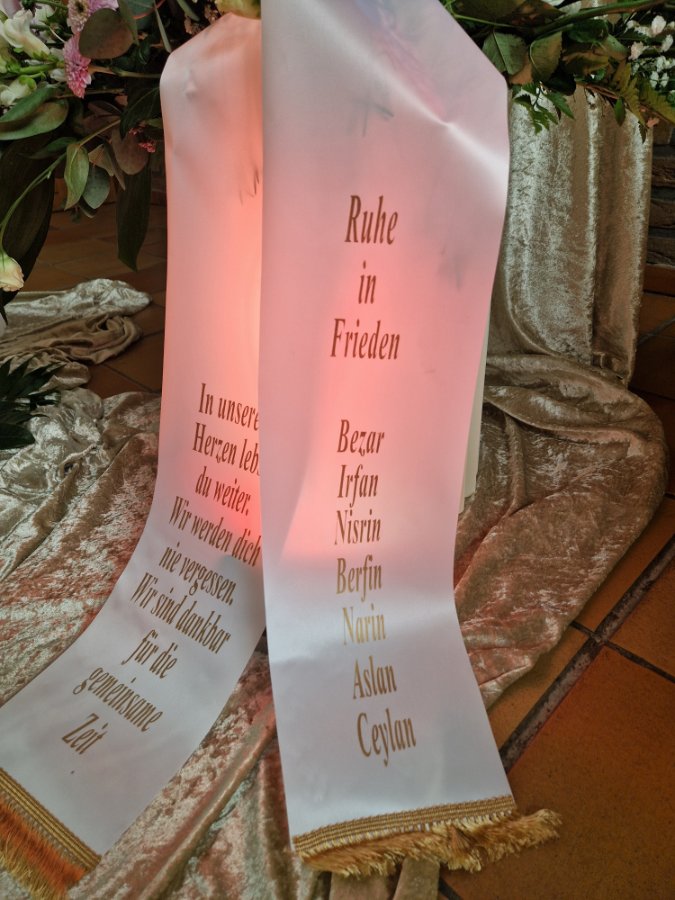 In unsere
Herzen leb
du weiter.
Wir werden dich
nie vergessen.
Wir sind dankbar
für die
gemeinsame
Zeit
Ruhe
in
Frieden
Bezar
Irfan
Nisrin
Berfin
Narin
Aslan
Ceylan